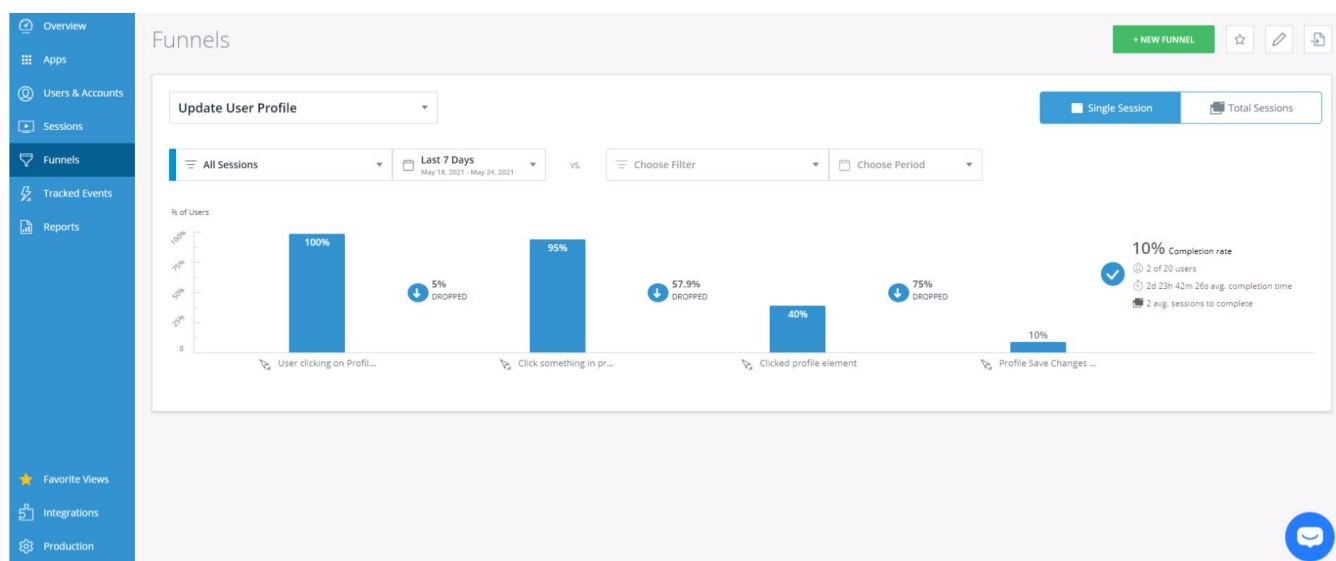 Overview
Apps
Users & Accounts
Sessions
Funnels
Tracked Events
Reports
Favorite Views
Integrations
Production
Funnels
+ NEW FUNNEL
Update User Profile
Single Session
Total Sessions
All Sessions
Last 7 Days
May 18, 2021 - May 24, 2021
vs.
Choose Filter
Choose Period
% of Users
100%
75%
50%
25%
0
100%
5%
DROPPED
95%
57.9%
DROPPED
40%
75%
DROPPED
10%
User clicking on Profil...
Click something in pr...
Clicked profile element
Profile Save Changes ...
10% Completion rate
2 of 20 users
2d 23h 42m 26s avg. completion time
2 avg. sessions to complete